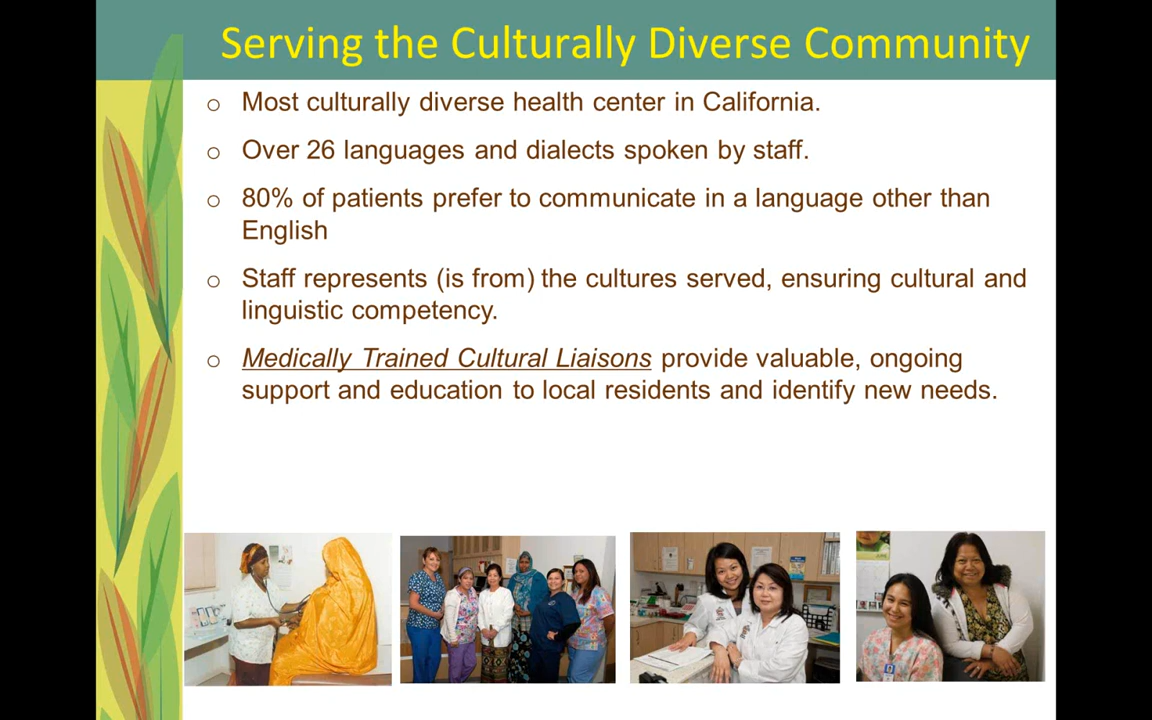 Serving the Culturally Diverse Community
o Most culturally diverse health center in California.
o Over 26 languages and dialects spoken by staff.
o 80% of patients prefer to communicate in a language other than
English
o Staff represents (is from) the cultures served, ensuring cultural and
linguistic competency.
o Medically Trained Cultural Liaisons provide valuable, ongoing
support and education to local residents and identify new needs.